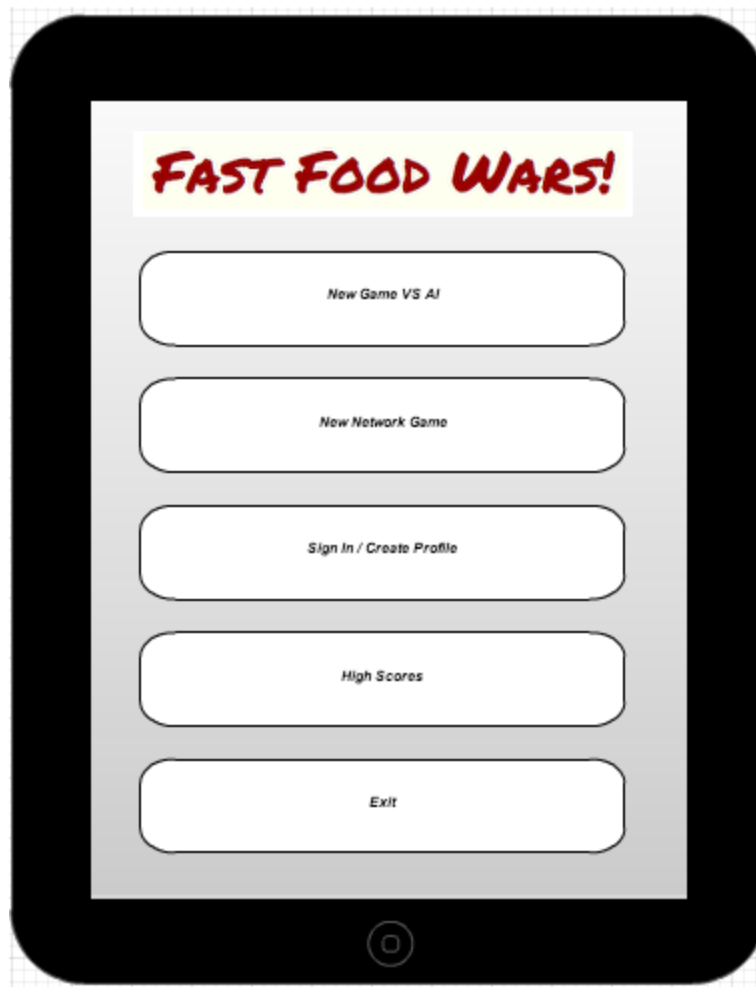 Fast Food Wars!
New Game VS AI
New Network Game
Sign In / Create Profile
High Scores
Exit